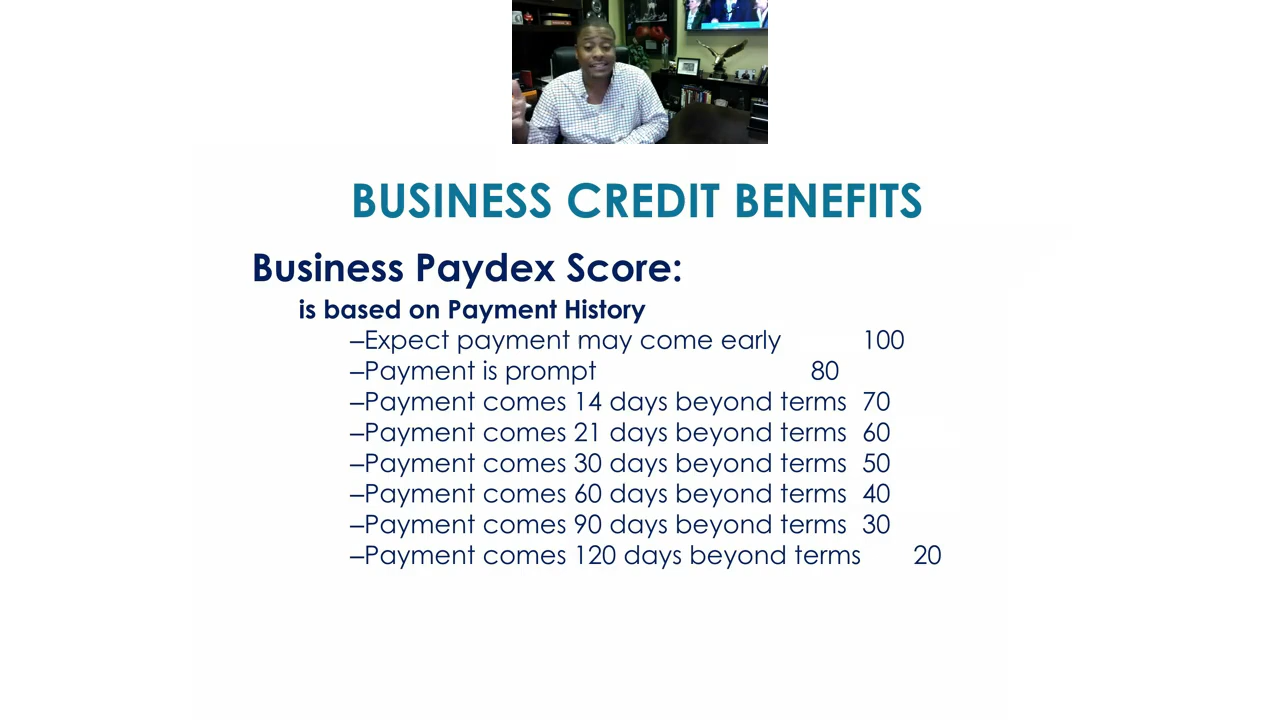 BUSINESS CREDIT BENEFITS
Business Paydex Score:
is based on Payment History
–Expect payment may come early 100
–Payment is prompt 80
–Payment comes 14 days beyond terms 70
–Payment comes 21 days beyond terms 60
–Payment comes 30 days beyond terms 50
–Payment comes 60 days beyond terms 40
–Payment comes 90 days beyond terms 30
–Payment comes 120 days beyond terms 20